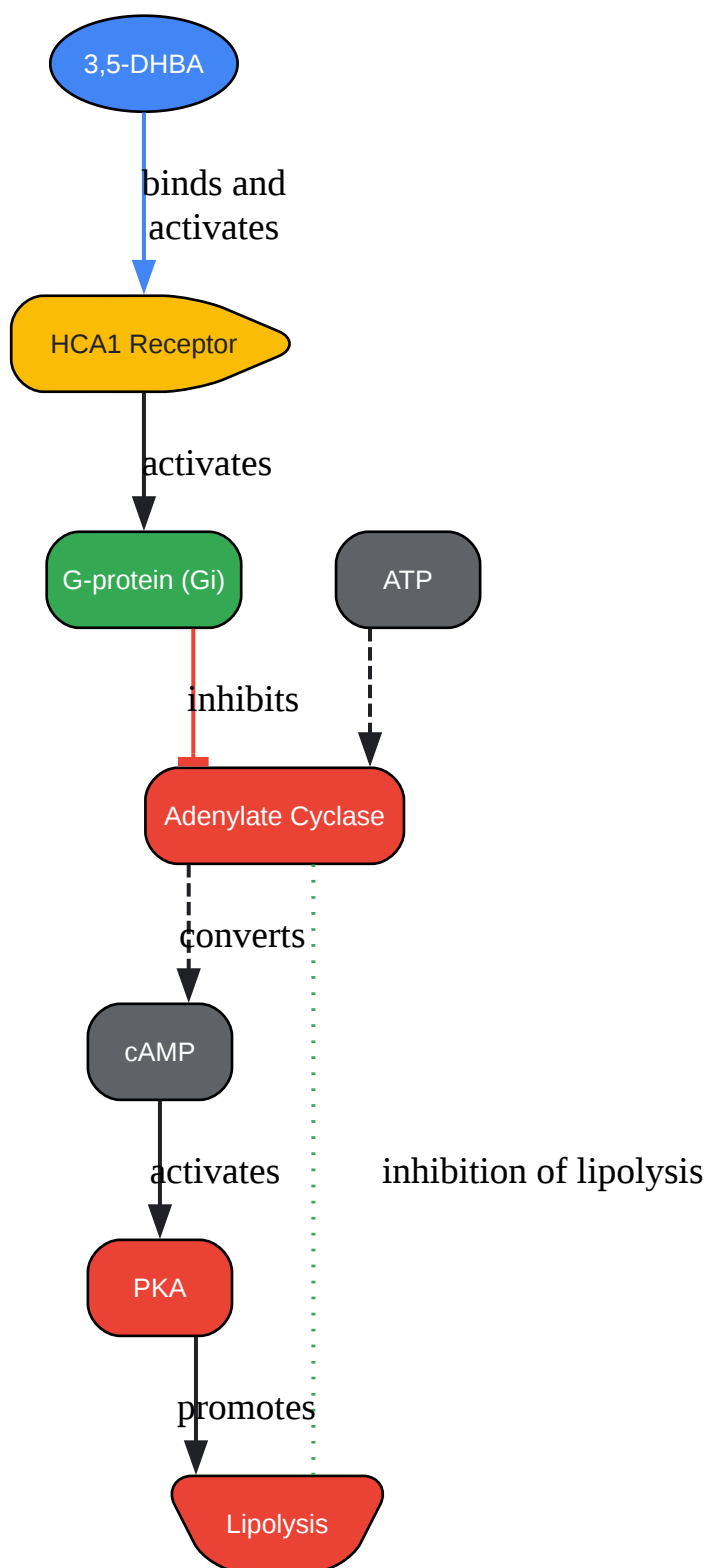 3,5-DHBA
binds and
activates
HCA1 Receptor
activates
G-protein (Gi)
ATP
inhibits
Adenylate Cyclase
converts
cAMP
activates
inhibition of lipolysis
PKA
promotes
Lipolysis